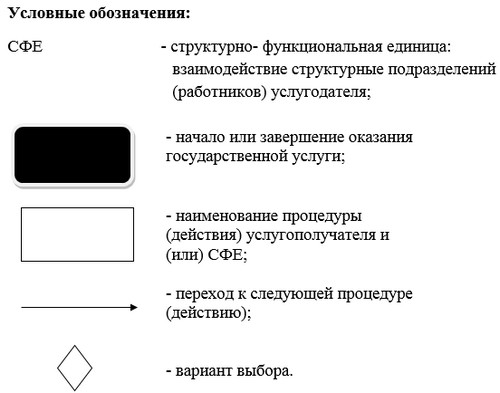 Условные обозначения:
СФЕ - структурно- функциональная единица:
взаимодействие структурные подразделений
(работников) услугодателя;
- начало или завершение оказания
государственной услуги;
- наименование процедуры
(действия) услугополучателя и
(или) СФЕ;
- переход к следующей процедуре
(действию);
- вариант выбора.